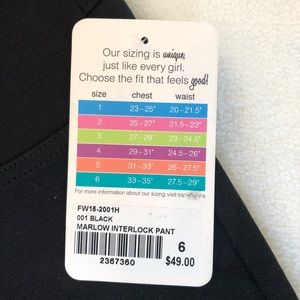 Our sizing is unique,
just like every girl.
Choose the fit that feels good!
size chest waist
1 23-25" 20-21.5"
2 25-27" 21.5-23"
3 27-29" 23-24.5"
4 29-31" 24.5-26"
5 31-33" 26-27.5"
6 33-35" 27.5-29"
For more information about our sizing visit
FW16-2001H
001 BLACK
MARLOW INTERLOCK PANT
6
2367360 $49.00